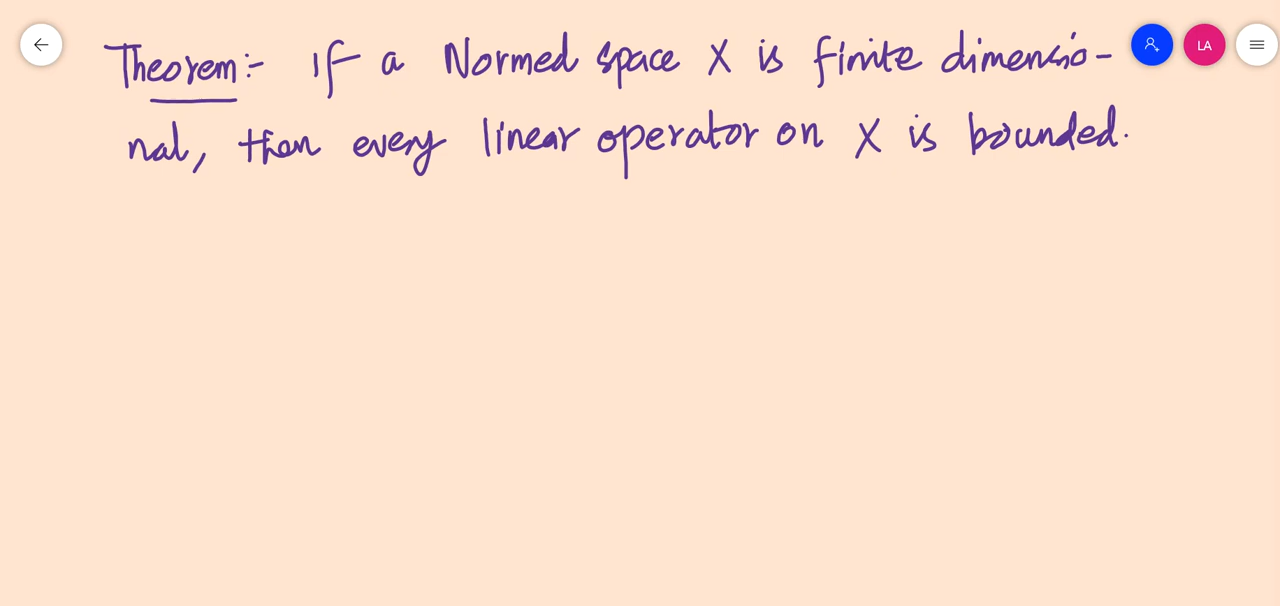 Theorem:- If a Normed space X is finite dimensio-
nal, then every linear operator on X is bounded.
LA